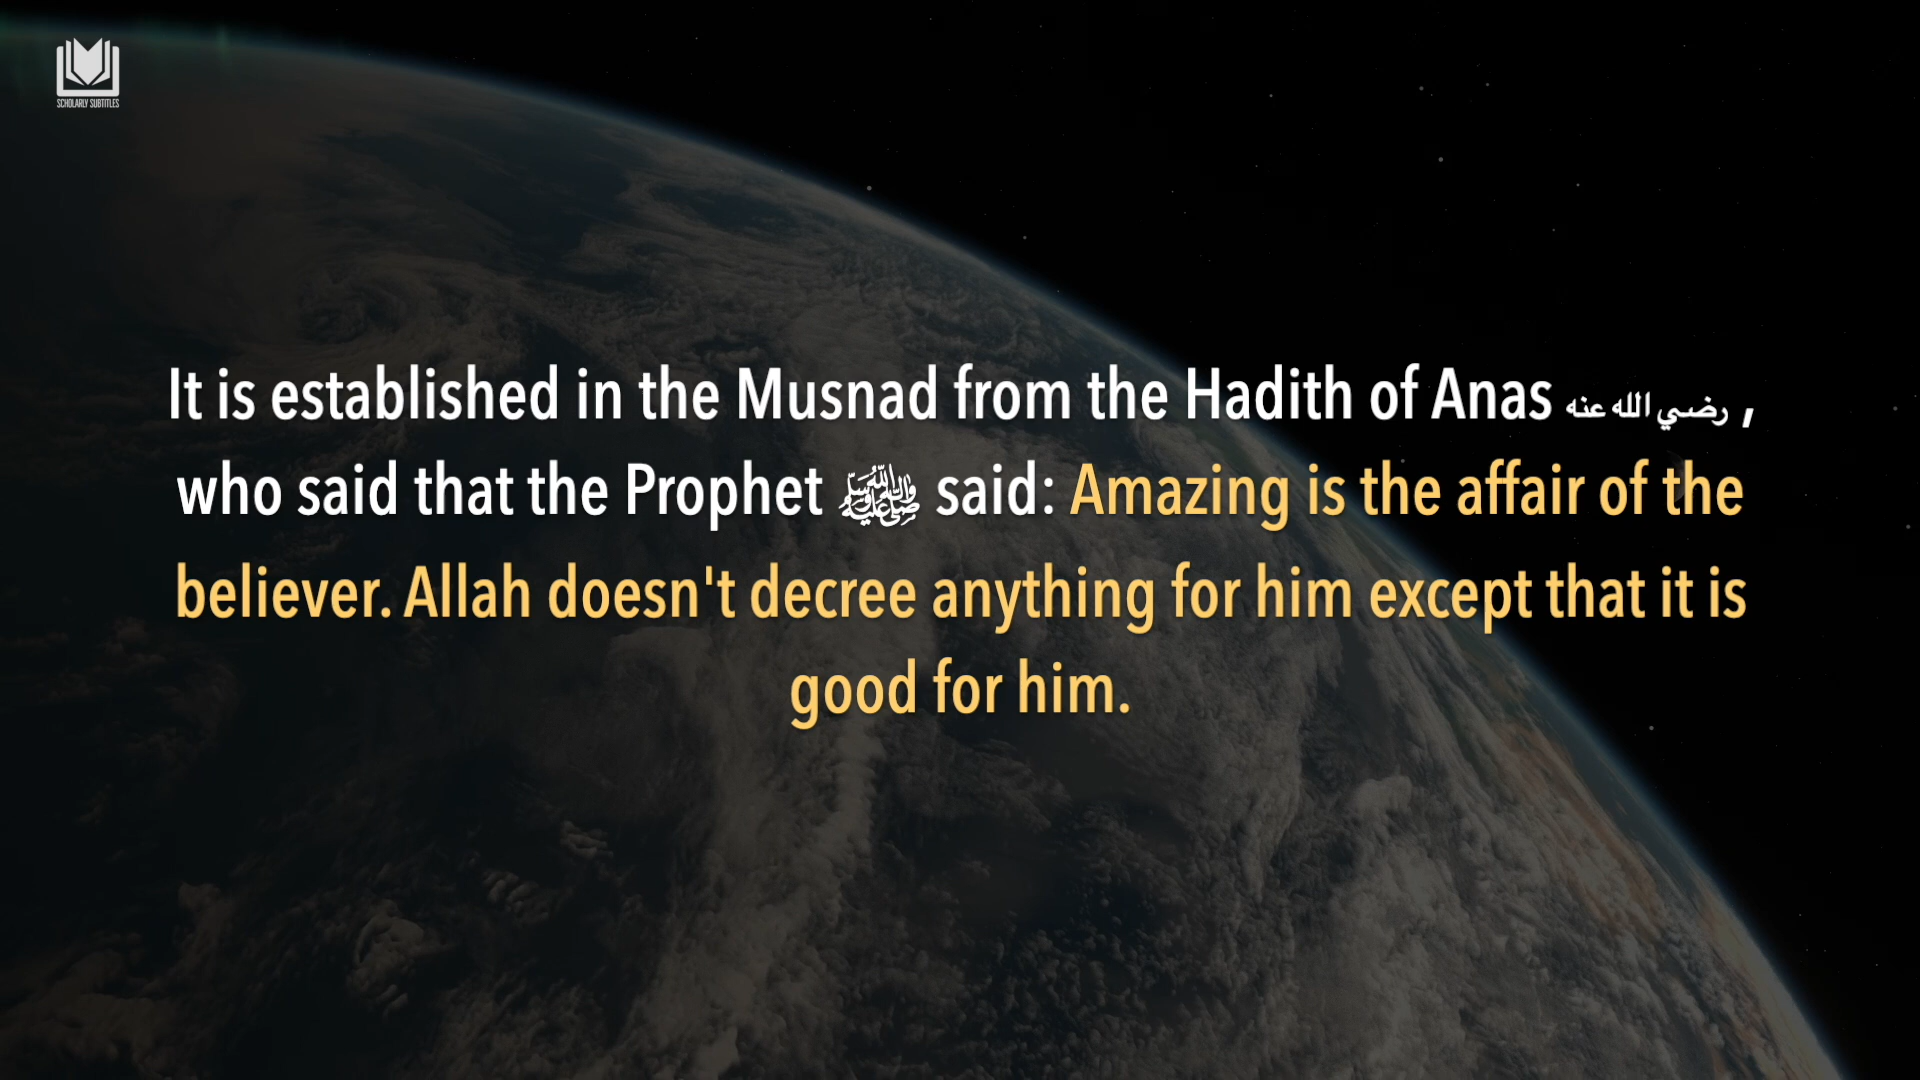 SCHOLARLY SUBTITLES
It is established in the Musnad from the Hadith of Anas رضي الله عنه ,
who said that the Prophet ﷺ said: Amazing is the affair of the
believer. Allah doesn't decree anything for him except that it is
good for him.